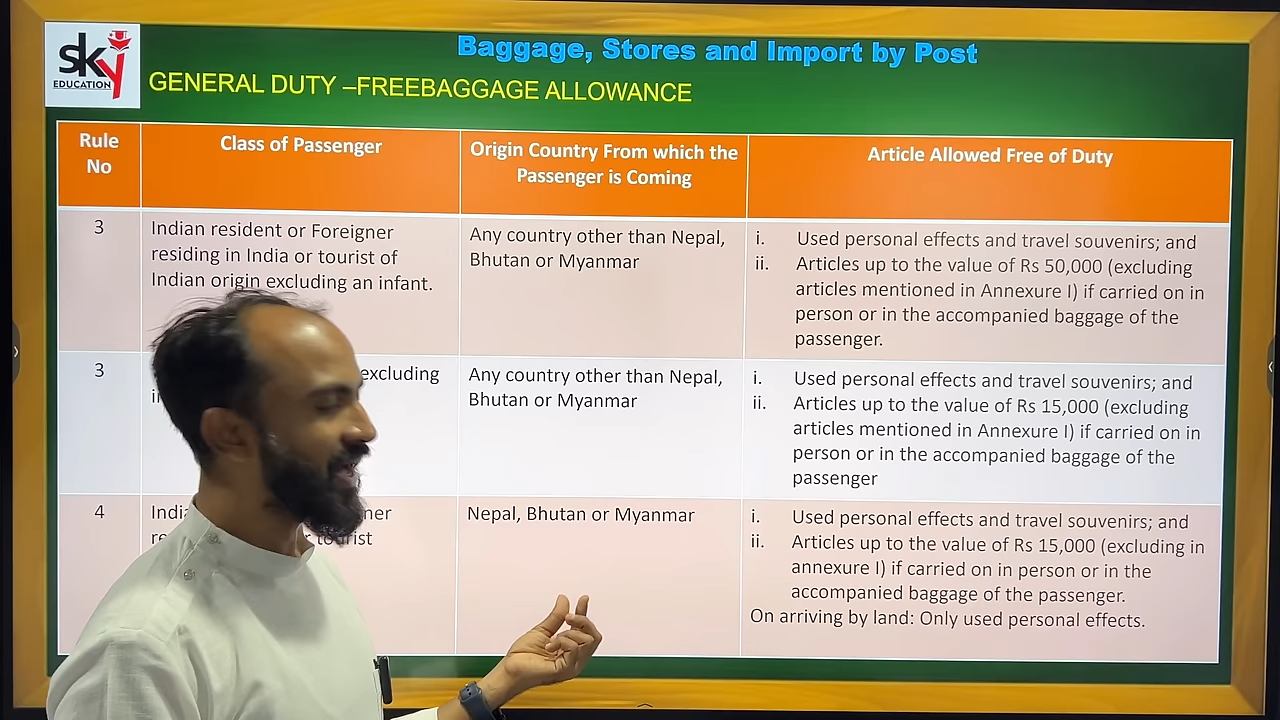 sky
EDUCATION
Baggage, Stores and Import by Post
GENERAL DUTY –FREEBAGGAGE ALLOWANCE
Rule
No
Class of Passenger
Origin Country From which the
Passenger is Coming
Article Allowed Free of Duty
3
Indian resident or Foreigner
residing in India or tourist of
Indian origin excluding an infant.
Any country other than Nepal,
Bhutan or Myanmar
i. Used personal effects and travel souvenirs; and
ii. Articles up to the value of Rs 50,000 (excluding
articles mentioned in Annexure I) if carried on in
person or in the accompanied baggage of the
passenger.
3
excluding
Any country other than Nepal,
Bhutan or Myanmar
i. Used personal effects and travel souvenirs; and
ii. Articles up to the value of Rs 15,000 (excluding
articles mentioned in Annexure I) if carried on in
person or in the accompanied baggage of the
passenger
4
tourist
Nepal, Bhutan or Myanmar
i. Used personal effects and travel souvenirs; and
ii. Articles up to the value of Rs 15,000 (excluding in
annexure I) if carried on in person or in the
accompanied baggage of the passenger.
On arriving by land: Only used personal effects.